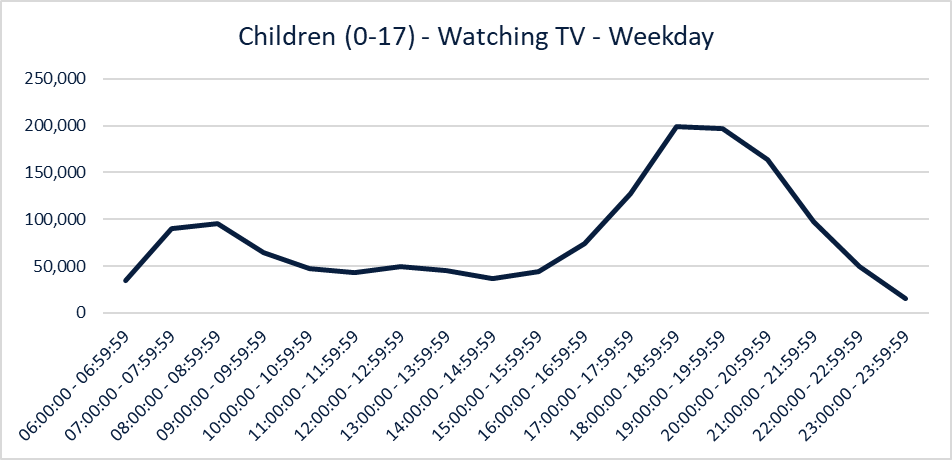 Children (0-17) - Watching TV - Weekday
250,000
200,000
150,000
100,000
50,000
0
06:00:00 - 06:59:59
07:00:00 - 07:59:59
08:00:00 - 08:59:59
09:00:00 - 09:59:59
10:00:00 - 10:59:59
11:00:00 - 11:59:59
12:00:00 - 12:59:59
13:00:00 - 13:59:59
14:00:00 - 14:59:59
15:00:00 - 15:59:59
16:00:00 - 16:59:59
17:00:00 - 17:59:59
18:00:00 - 18:59:59
19:00:00 - 19:59:59
20:00:00 - 20:59:59
21:00:00 - 21:59:59
22:00:00 - 22:59:59
23:00:00 - 23:59:59